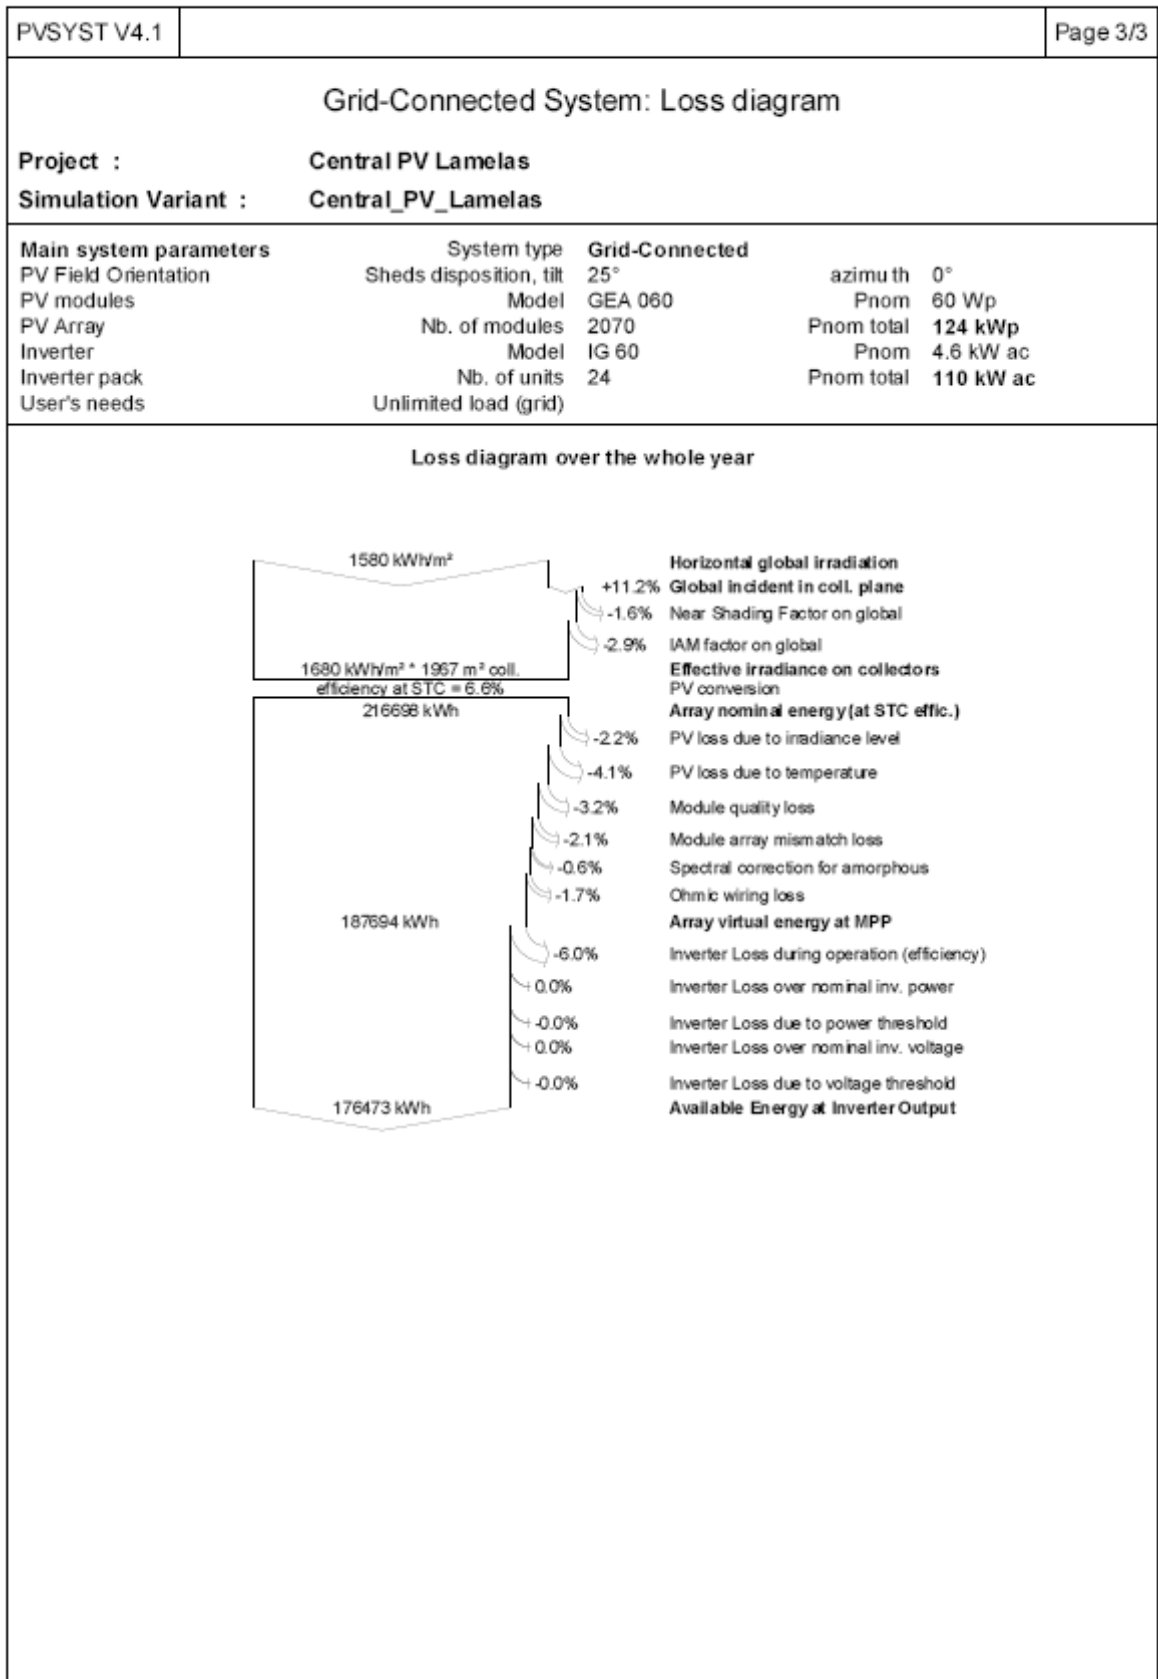 PVSYST V4.1
Page 3/3
Grid-Connected System: Loss diagram
Project : Central PV Lamelas
Simulation Variant : Central_PV_Lamelas
Main system parameters System type Grid-Connected
PV Field Orientation Sheds disposition, tilt 25° azimuth 0°
PV modules Model GEA 060 Pnom 60 Wp
PV Array Nb. of modules 2070 Pnom total 124 kWp
Inverter Model IG 60 Pnom 4.6 kW ac
Inverter pack Nb. of units 24 Pnom total 110 kW ac
User's needs Unlimited load (grid)
Loss diagram over the whole year
1580 kWh/m² Horizontal global irradiation
+11.2% Global incident in coll. plane
-1.6% Near Shading Factor on global
-2.9% IAM factor on global
1680 kWh/m² * 1967 m² coll. Effective irradiance on collectors
efficiency at STC = 6.6% PV conversion
216698 kWh Array nominal energy (at STC effic.)
-2.2% PV loss due to irradiance level
-4.1% PV loss due to temperature
-3.2% Module quality loss
-2.1% Module array mismatch loss
-0.6% Spectral correction for amorphous
-1.7% Ohmic wiring loss
187694 kWh Array virtual energy at MPP
-6.0% Inverter Loss during operation (efficiency)
0.0% Inverter Loss over nominal inv. power
-0.0% Inverter Loss due to power threshold
0.0% Inverter Loss over nominal inv. voltage
-0.0% Inverter Loss due to voltage threshold
176473 kWh Available Energy at Inverter Output